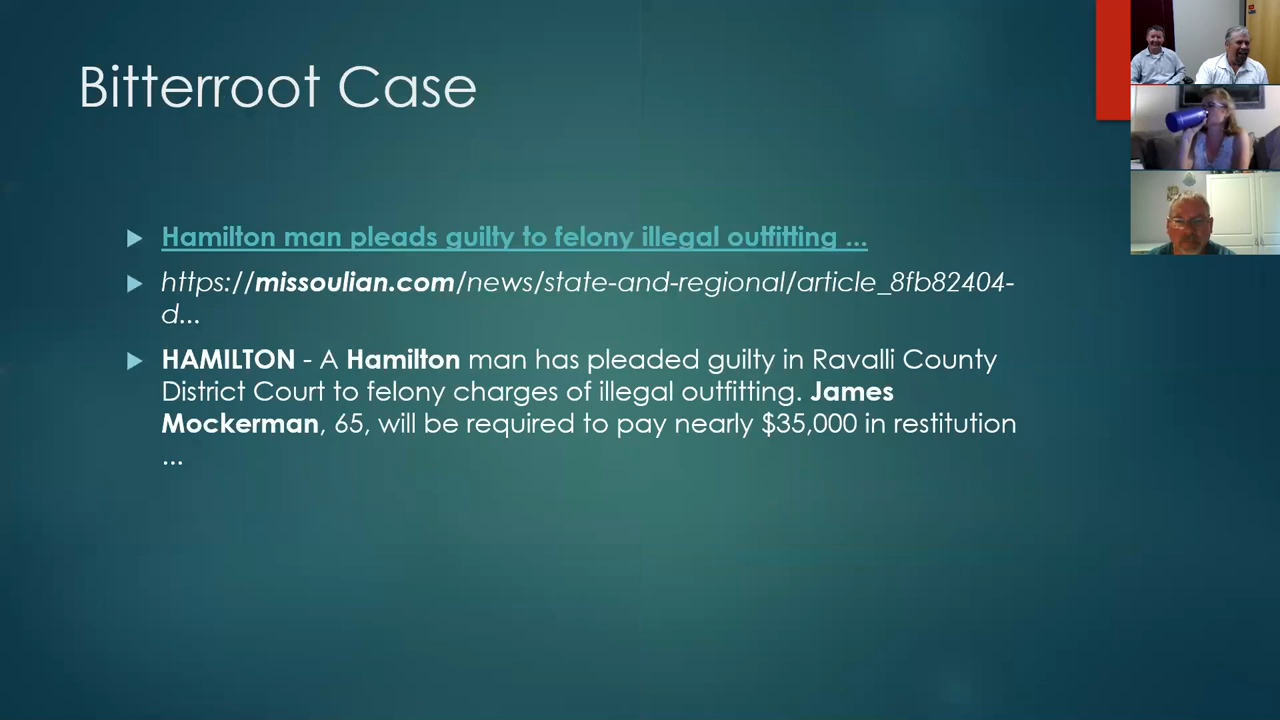 Bitterroot Case
Hamilton man pleads guilty to felony illegal outfitting ...
https://missoulian.com/news/state-and-regional/article_8fb82404-
d...
HAMILTON - A Hamilton man has pleaded guilty in Ravalli County
District Court to felony charges of illegal outfitting. James
Mockerman, 65, will be required to pay nearly $35,000 in restitution
...